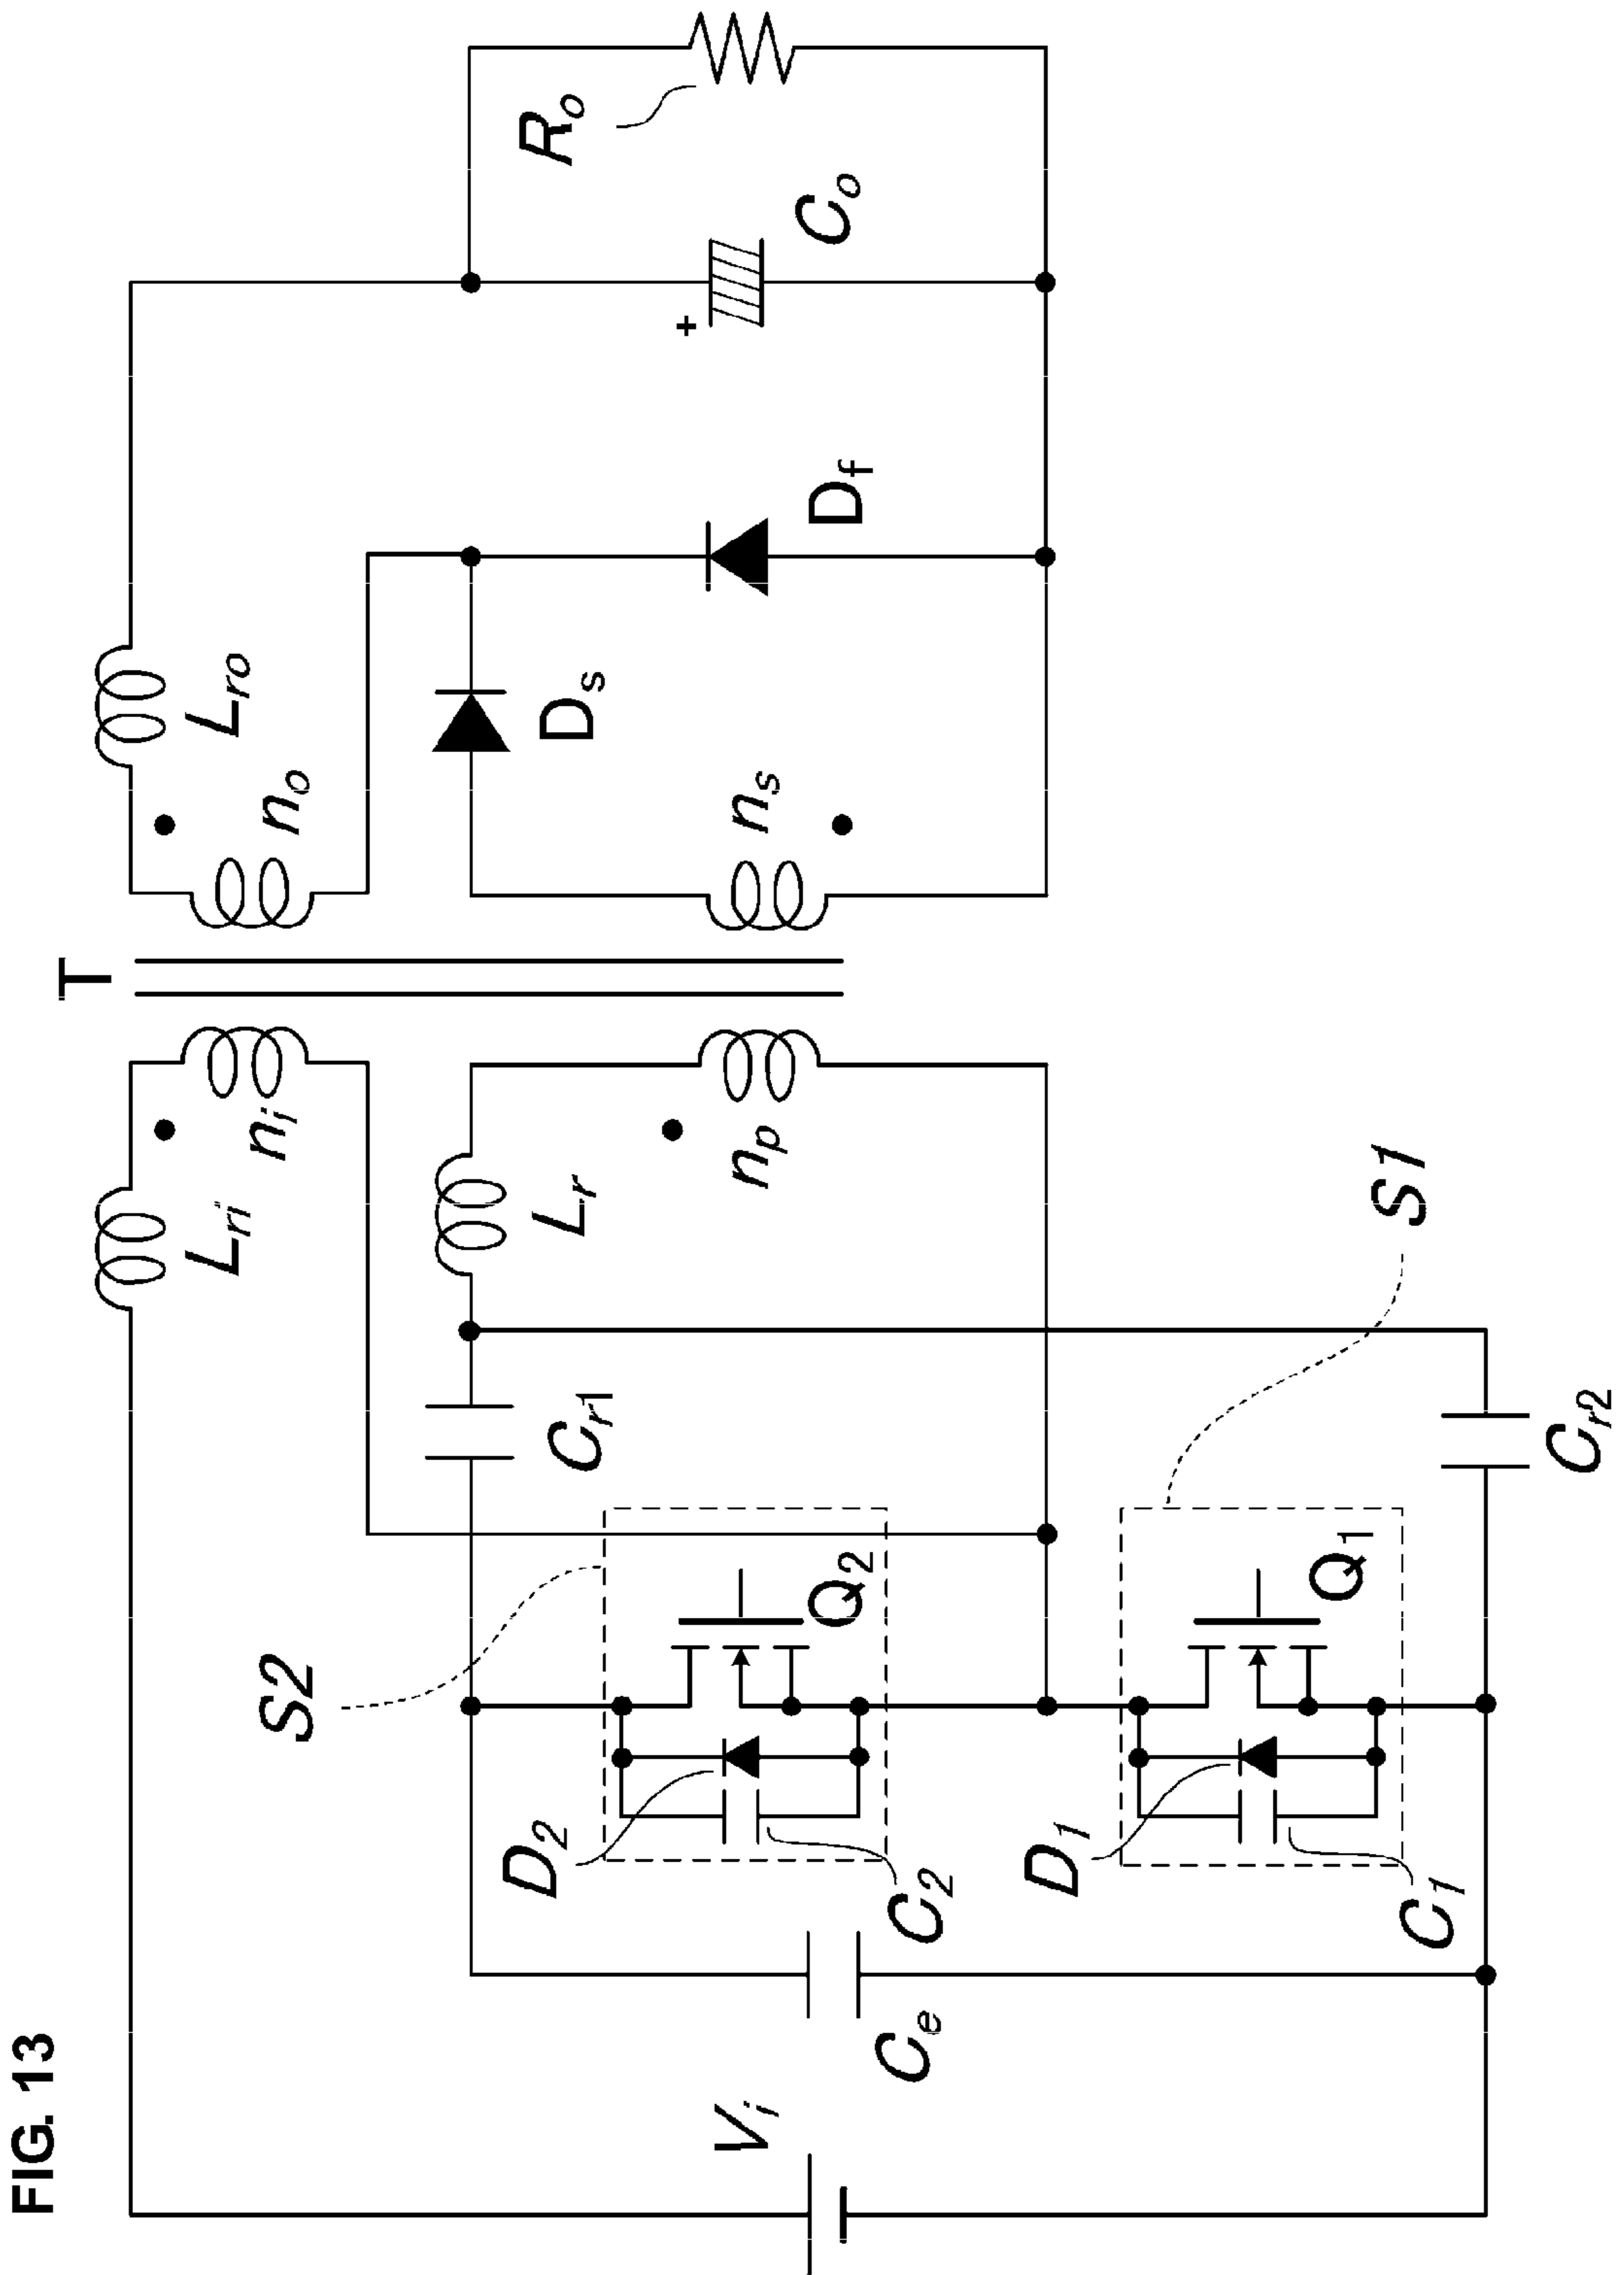 FIG. 13
T
L_ri
n_i
n_o
L_ro
S2
C_r1
L_r
D_s
R_o
D_2
Q_2
n_p
n_s
D_f
C_o
+
V_i
C_e
C_2
D_1
Q_1
S1
C_1
C_r2